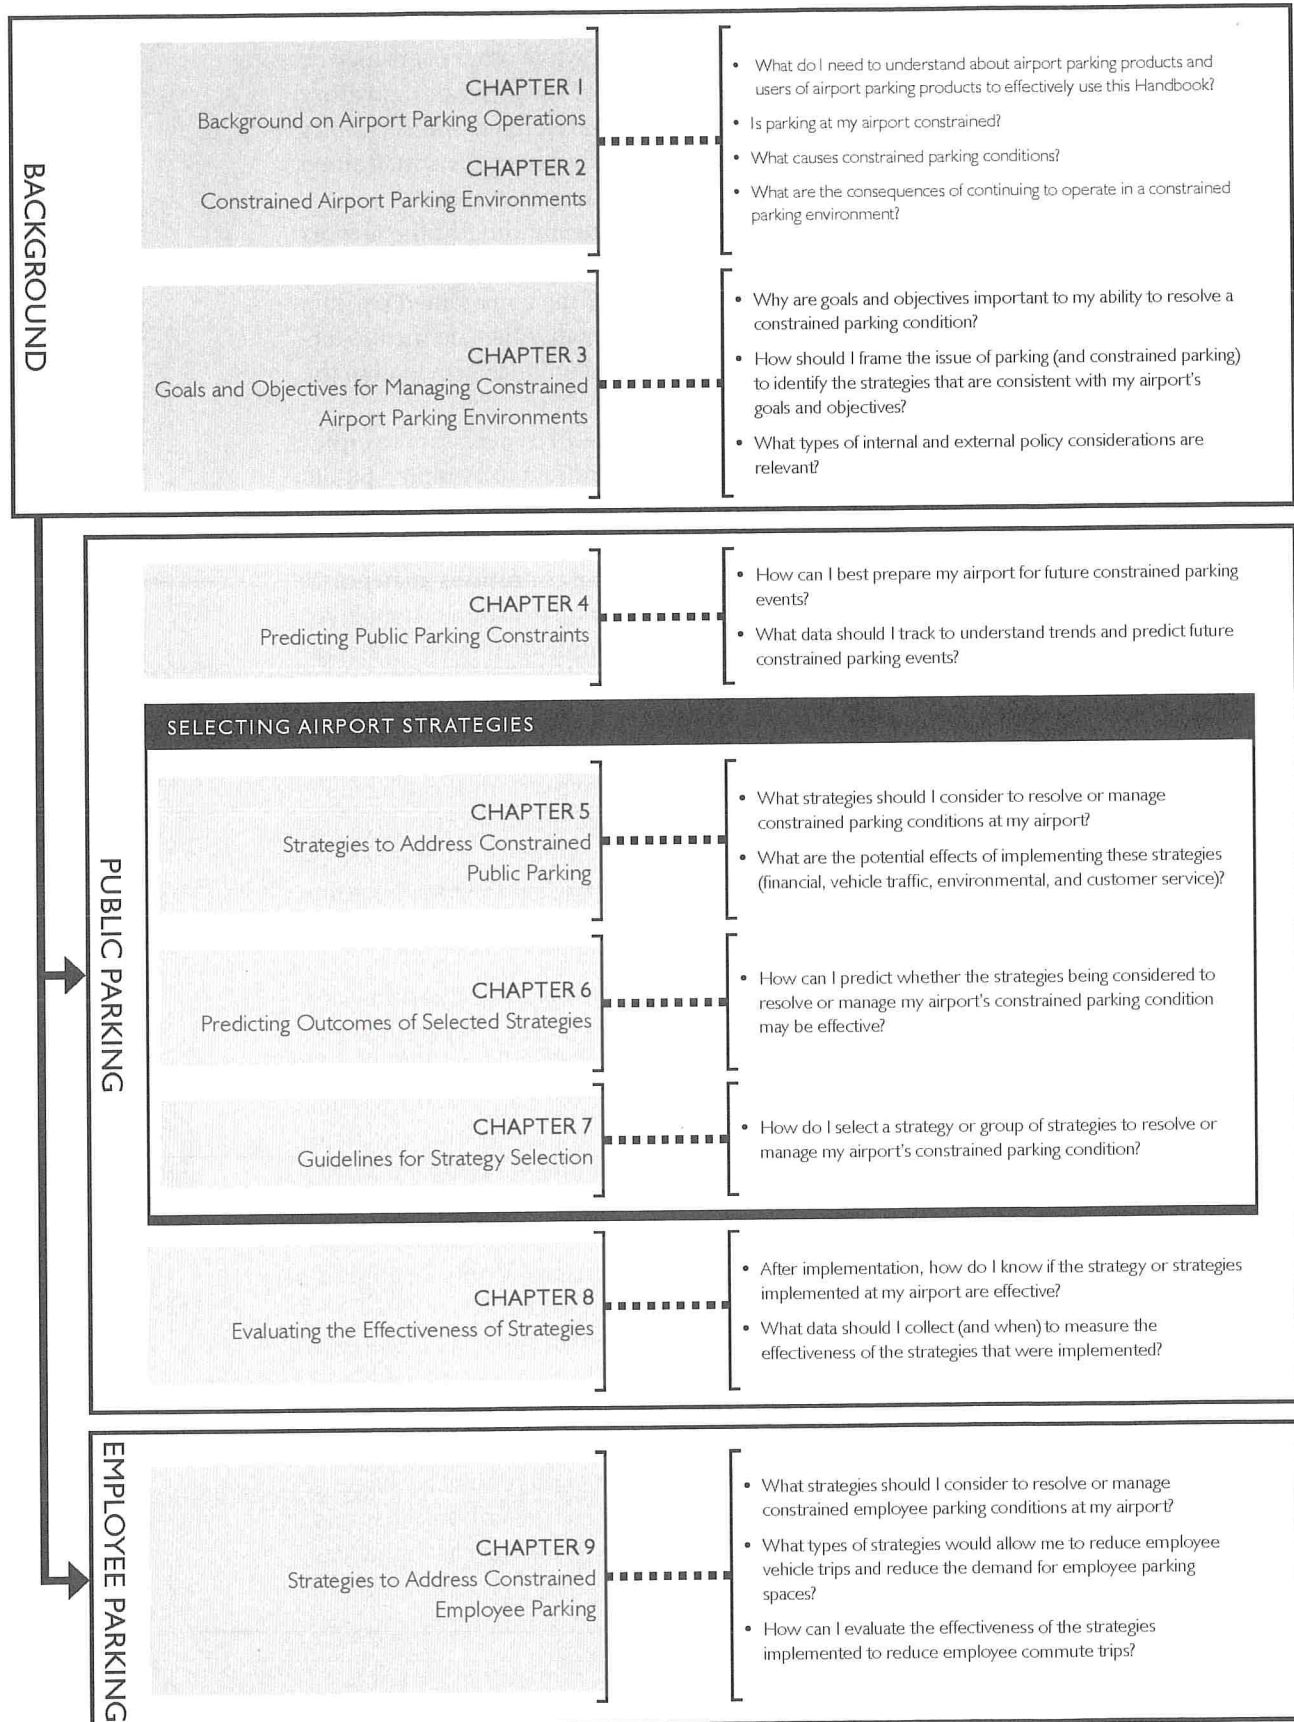 BACKGROUND
CHAPTER 1
Background on Airport Parking Operations
CHAPTER 2
Constrained Airport Parking Environments
• What do I need to understand about airport parking products and
users of airport parking products to effectively use this Handbook?
• Is parking at my airport constrained?
• What causes constrained parking conditions?
• What are the consequences of continuing to operate in a constrained
parking environment?
CHAPTER 3
Goals and Objectives for Managing Constrained
Airport Parking Environments
• Why are goals and objectives important to my ability to resolve a
constrained parking condition?
• How should I frame the issue of parking (and constrained parking)
to identify the strategies that are consistent with my airport's
goals and objectives?
• What types of internal and external policy considerations are
relevant?
PUBLIC PARKING
CHAPTER 4
Predicting Public Parking Constraints
• How can I best prepare my airport for future constrained parking
events?
• What data should I track to understand trends and predict future
constrained parking events?
SELECTING AIRPORT STRATEGIES
CHAPTER 5
Strategies to Address Constrained
Public Parking
• What strategies should I consider to resolve or manage
constrained parking conditions at my airport?
• What are the potential effects of implementing these strategies
(financial, vehicle traffic, environmental, and customer service)?
CHAPTER 6
Predicting Outcomes of Selected Strategies
• How can I predict whether the strategies being considered to
resolve or manage my airport's constrained parking condition
may be effective?
CHAPTER 7
Guidelines for Strategy Selection
• How do I select a strategy or group of strategies to resolve or
manage my airport's constrained parking condition?
CHAPTER 8
Evaluating the Effectiveness of Strategies
• After implementation, how do I know if the strategy or strategies
implemented at my airport are effective?
• What data should I collect (and when) to measure the
effectiveness of the strategies that were implemented?
EMPLOYEE PARKING
CHAPTER 9
Strategies to Address Constrained
Employee Parking
• What strategies should I consider to resolve or manage
constrained employee parking conditions at my airport?
• What types of strategies would allow me to reduce employee
vehicle trips and reduce the demand for employee parking
spaces?
• How can I evaluate the effectiveness of the strategies
implemented to reduce employee commute trips?